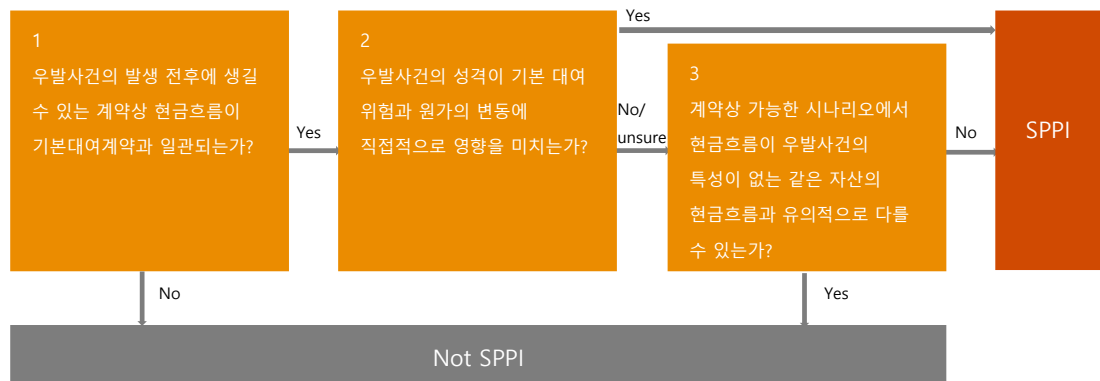 1
우발사건의 발생 전후에 생길
수 있는 계약상 현금흐름이
기본대여계약과 일관되는가?
Yes
2
우발사건의 성격이 기본 대여
위험과 원가의 변동에
직접적으로 영향을 미치는가?
Yes
No/
unsure
3
계약상 가능한 시나리오에서
현금흐름이 우발사건의
특성이 없는 같은 자산의
현금흐름과 유의적으로 다를
수 있는가?
No
SPPI
No
Yes
Not SPPI